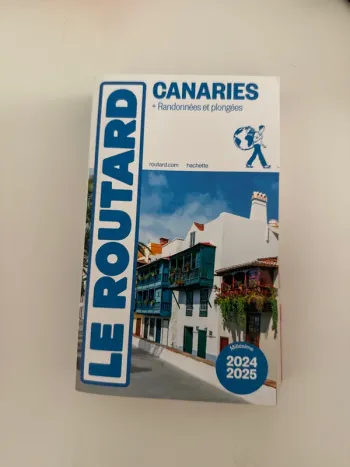 LE ROUTARD
CANARIES
+ Randonnées et plongées
routard.com hachette
Millésime
2024
2025